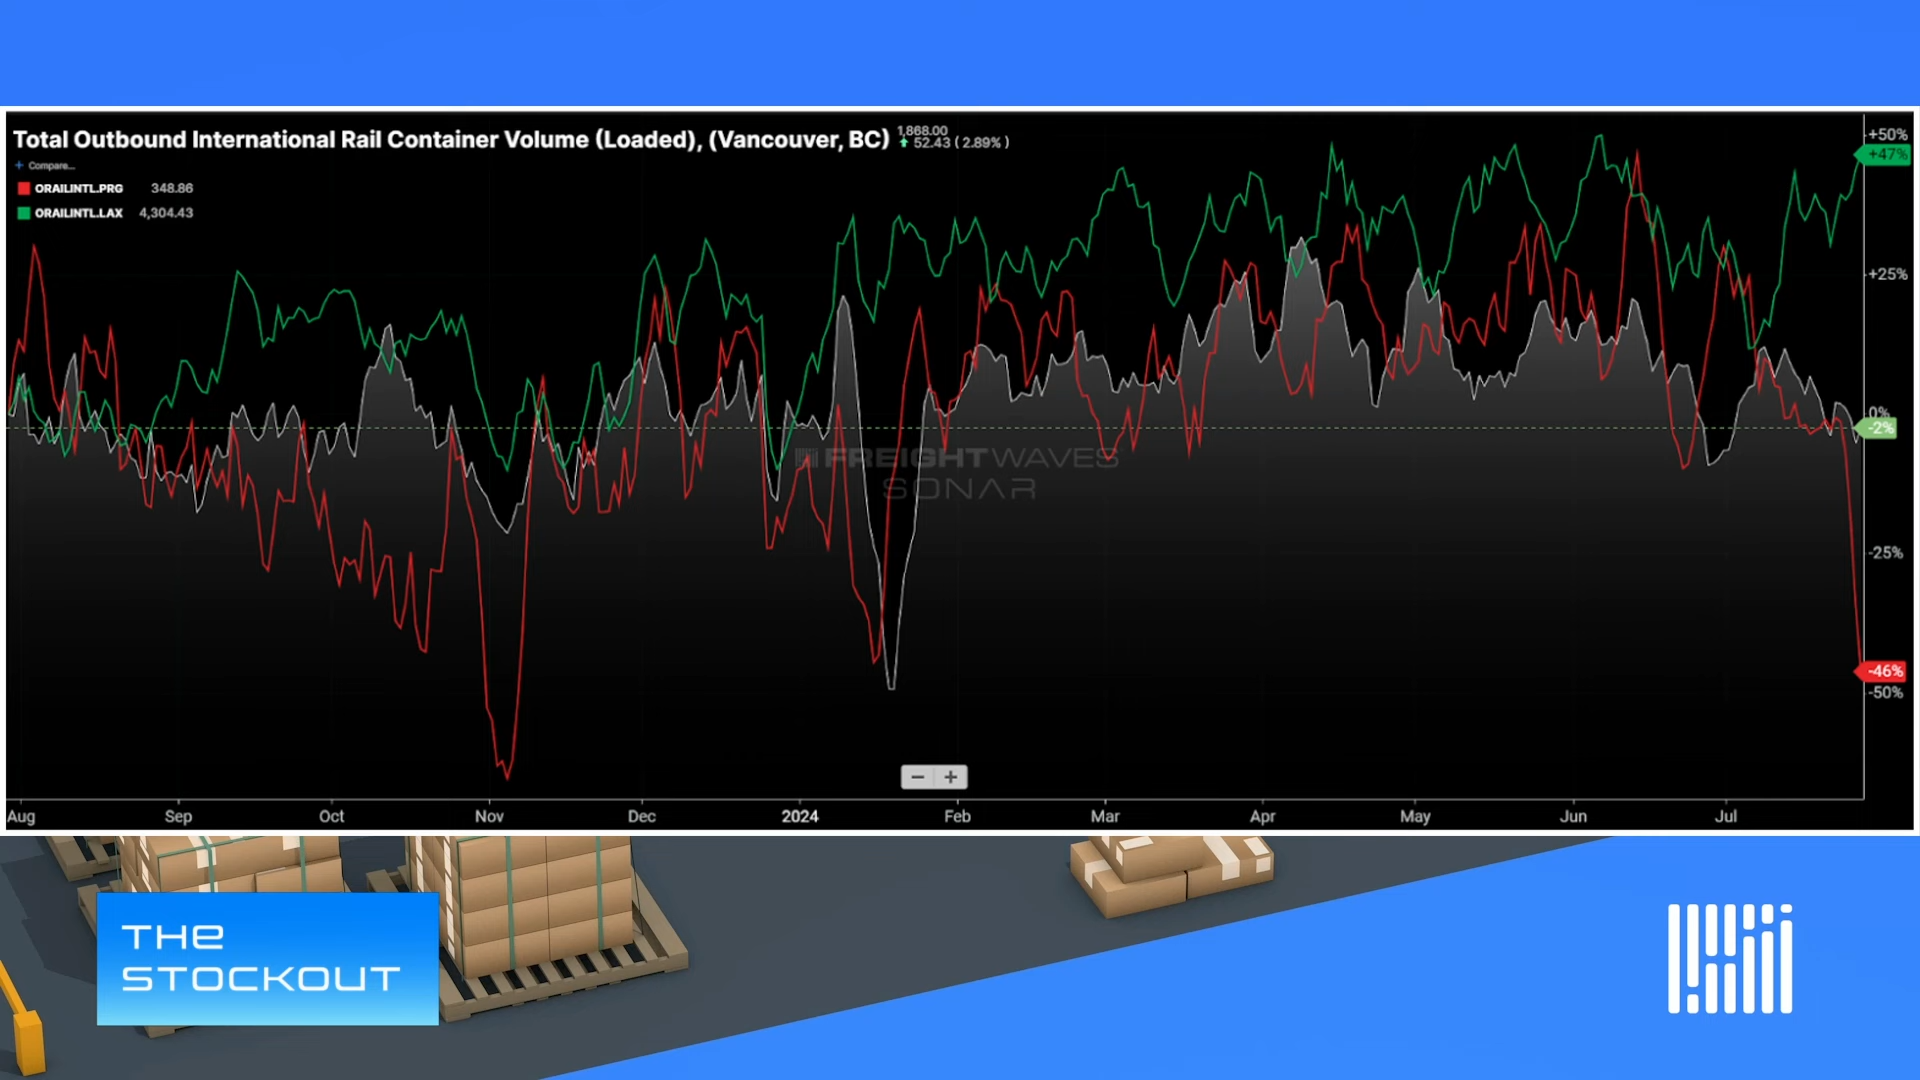 Total Outbound International Rail Container Volume (Loaded), (Vancouver, BC)
1,868.00
52.43 ( 2.89% )
+ Compare...
ORAILINTL.PRG 348.86
ORAILINTL.LAX 4,304.43
+50%
+47%
+25%
0%
-2%
-25%
-46%
-50%
FREIGHTWAVES
SONAR
− +
Aug Sep Oct Nov Dec 2024 Feb Mar Apr May Jun Jul
THE
STOCKOUT